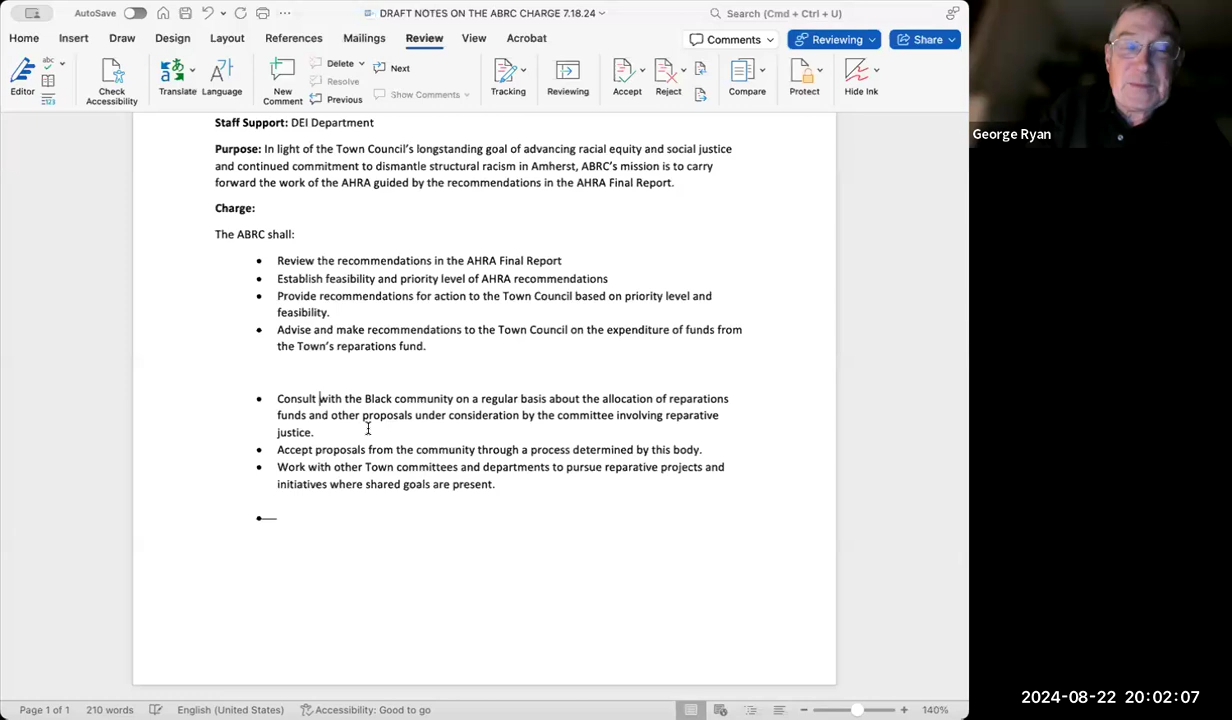 AutoSave
DRAFT NOTES ON THE ABRC CHARGE 7.18.24
Search (Cmd + Ctrl + U)
Home Insert Draw Design Layout References Mailings Review View Acrobat
Comments Reviewing Share
Editor
abc
123
Check Accessibility
Translate
Language
New Comment
Delete
Resolve
Previous
Next
Show Comments
Tracking
Reviewing
Accept
Reject
Compare
Protect
Hide Ink
Staff Support: DEI Department
Purpose: In light of the Town Council's longstanding goal of advancing racial equity and social justice
and continued commitment to dismantle structural racism in Amherst, ABRC's mission is to carry
forward the work of the AHRA guided by the recommendations in the AHRA Final Report.
Charge:
The ABRC shall:
• Review the recommendations in the AHRA Final Report
• Establish feasibility and priority level of AHRA recommendations
• Provide recommendations for action to the Town Council based on priority level and
feasibility.
• Advise and make recommendations to the Town Council on the expenditure of funds from
the Town's reparations fund.
• Consult with the Black community on a regular basis about the allocation of reparations
funds and other proposals under consideration by the committee involving reparative
justice.
• Accept proposals from the community through a process determined by this body.
• Work with other Town committees and departments to pursue reparative projects and
initiatives where shared goals are present.
George Ryan
2024-08-22 20:02:07
Page 1 of 1 210 words English (United States) Accessibility: Good to go 140%